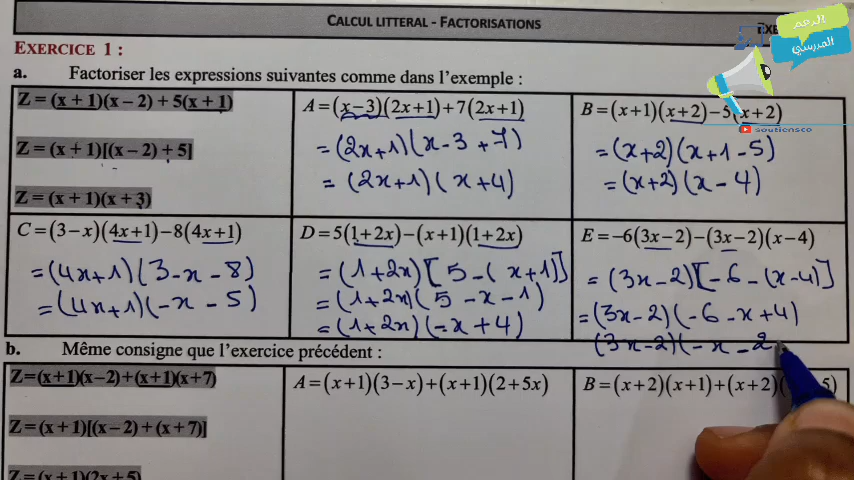 CALCUL LITTERAL - FACTORISATIONS
الدعم
المدرسي
soutiensco
EXERCICE 1 :
a. Factoriser les expressions suivantes comme dans l'exemple :
Z = (x + 1)(x – 2) + 5(x + 1)
Z = (x + 1)[(x – 2) + 5]
Z = (x + 1)(x + 3)
A = (x–3)(2x+1)+7(2x+1)
= (2x+1)(x-3+7)
= (2x+1)(x+4)
B = (x+1)(x+2)–5(x+2)
= (x+2)(x+1-5)
= (x+2)(x-4)
C = (3–x)(4x+1)–8(4x+1)
= (4x+1)(3-x-8)
= (4x+1)(-x-5)
D = 5(1+2x)–(x+1)(1+2x)
= (1+2x)[5-(x+1)]
= (1+2x)(5-x-1)
= (1+2x)(-x+4)
E = –6(3x–2)–(3x–2)(x–4)
= (3x-2)[-6-(x-4)]
= (3x-2)(-6-x+4)
(3x-2)(-x-2
b. Même consigne que l'exercice précédent :
Z = (x+1)(x–2)+(x+1)(x+7)
Z = (x + 1)[(x – 2) + (x + 7)]
Z = (x + 1)(2x + 5)
A = (x+1)(3–x)+(x+1)(2+5x)
B = (x+2)(x+1)+(x+2)( 5)